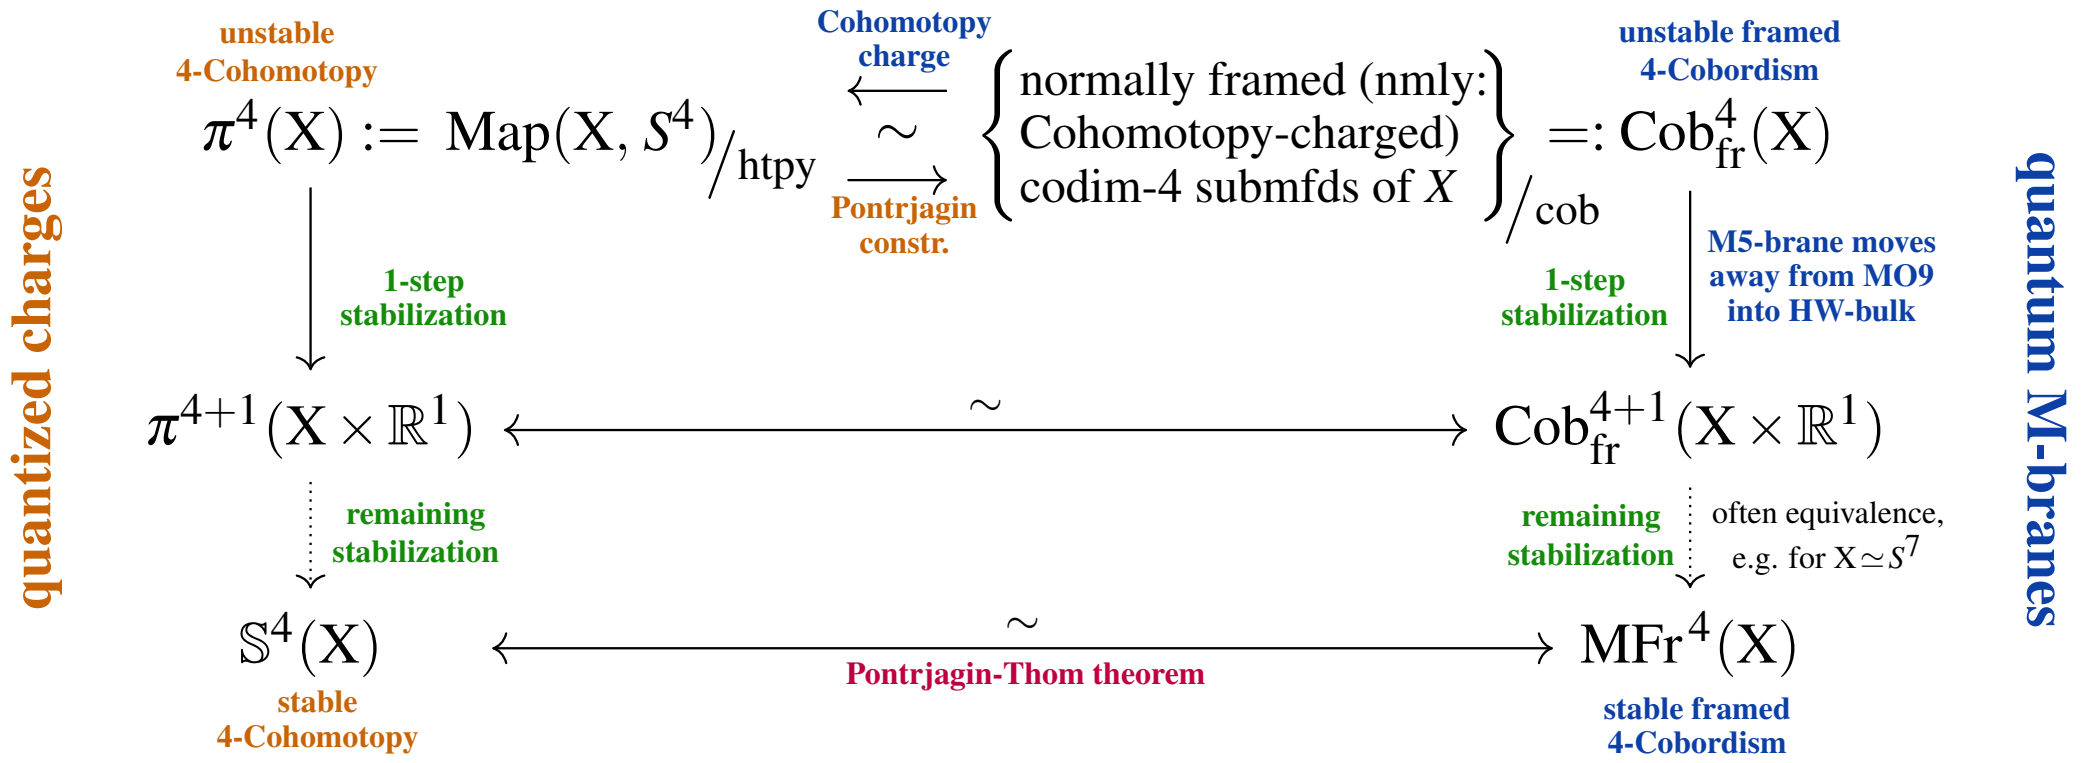 unstable
4-Cohomotopy
π⁴(X) := Map(X, S⁴)/htpy
Cohomotopy
charge
∼
Pontrjagin
constr.
normally framed (nmly:
Cohomotopy-charged)
codim-4 submfds of X
/cob
unstable framed
4-Cobordism
=: Cob⁴_fr(X)
quantized charges
1-step
stabilization
1-step
stabilization
M5-brane moves
away from MO9
into HW-bulk
quantum M-branes
π⁴⁺¹(X × ℝ¹)
∼
Cob⁴⁺¹_fr(X × ℝ¹)
remaining
stabilization
remaining
stabilization
often equivalence,
e.g. for X ≃ S⁷
𝕊⁴(X)
∼
Pontrjagin-Thom theorem
MFr⁴(X)
stable
4-Cohomotopy
stable framed
4-Cobordism